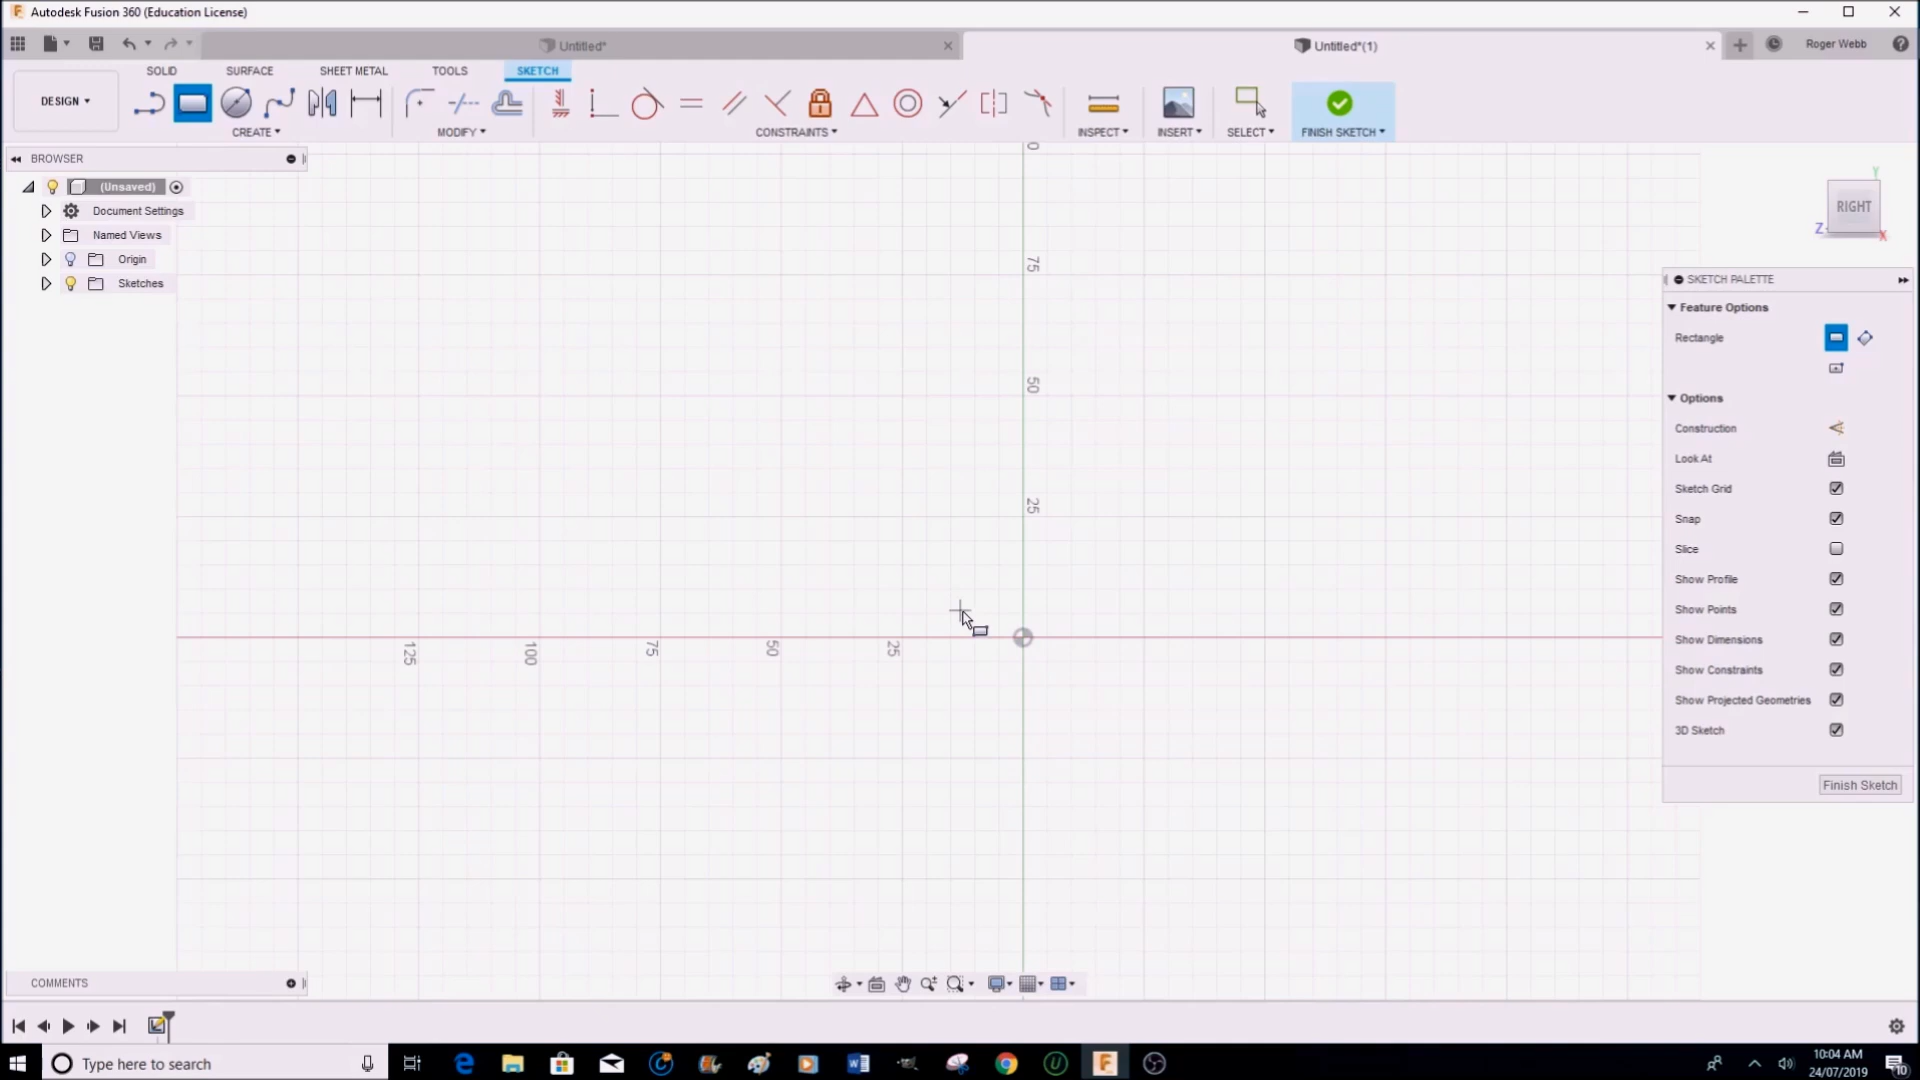 Autodesk Fusion 360 (Education License)
Untitled*
Untitled*(1)
Roger Webb
SOLID
SURFACE
SHEET METAL
TOOLS
SKETCH
DESIGN
CREATE
MODIFY
CONSTRAINTS
INSPECT
INSERT
SELECT
FINISH SKETCH
BROWSER
(Unsaved)
Document Settings
Named Views
Origin
Sketches
0
75
50
25
125
100
75
50
25
RIGHT
Y
Z
X
SKETCH PALETTE
Feature Options
Rectangle
Options
Construction
Look At
Sketch Grid
Snap
Slice
Show Profile
Show Points
Show Dimensions
Show Constraints
Show Projected Geometries
3D Sketch
Finish Sketch
COMMENTS
Type here to search
10:04 AM
24/07/2019
10